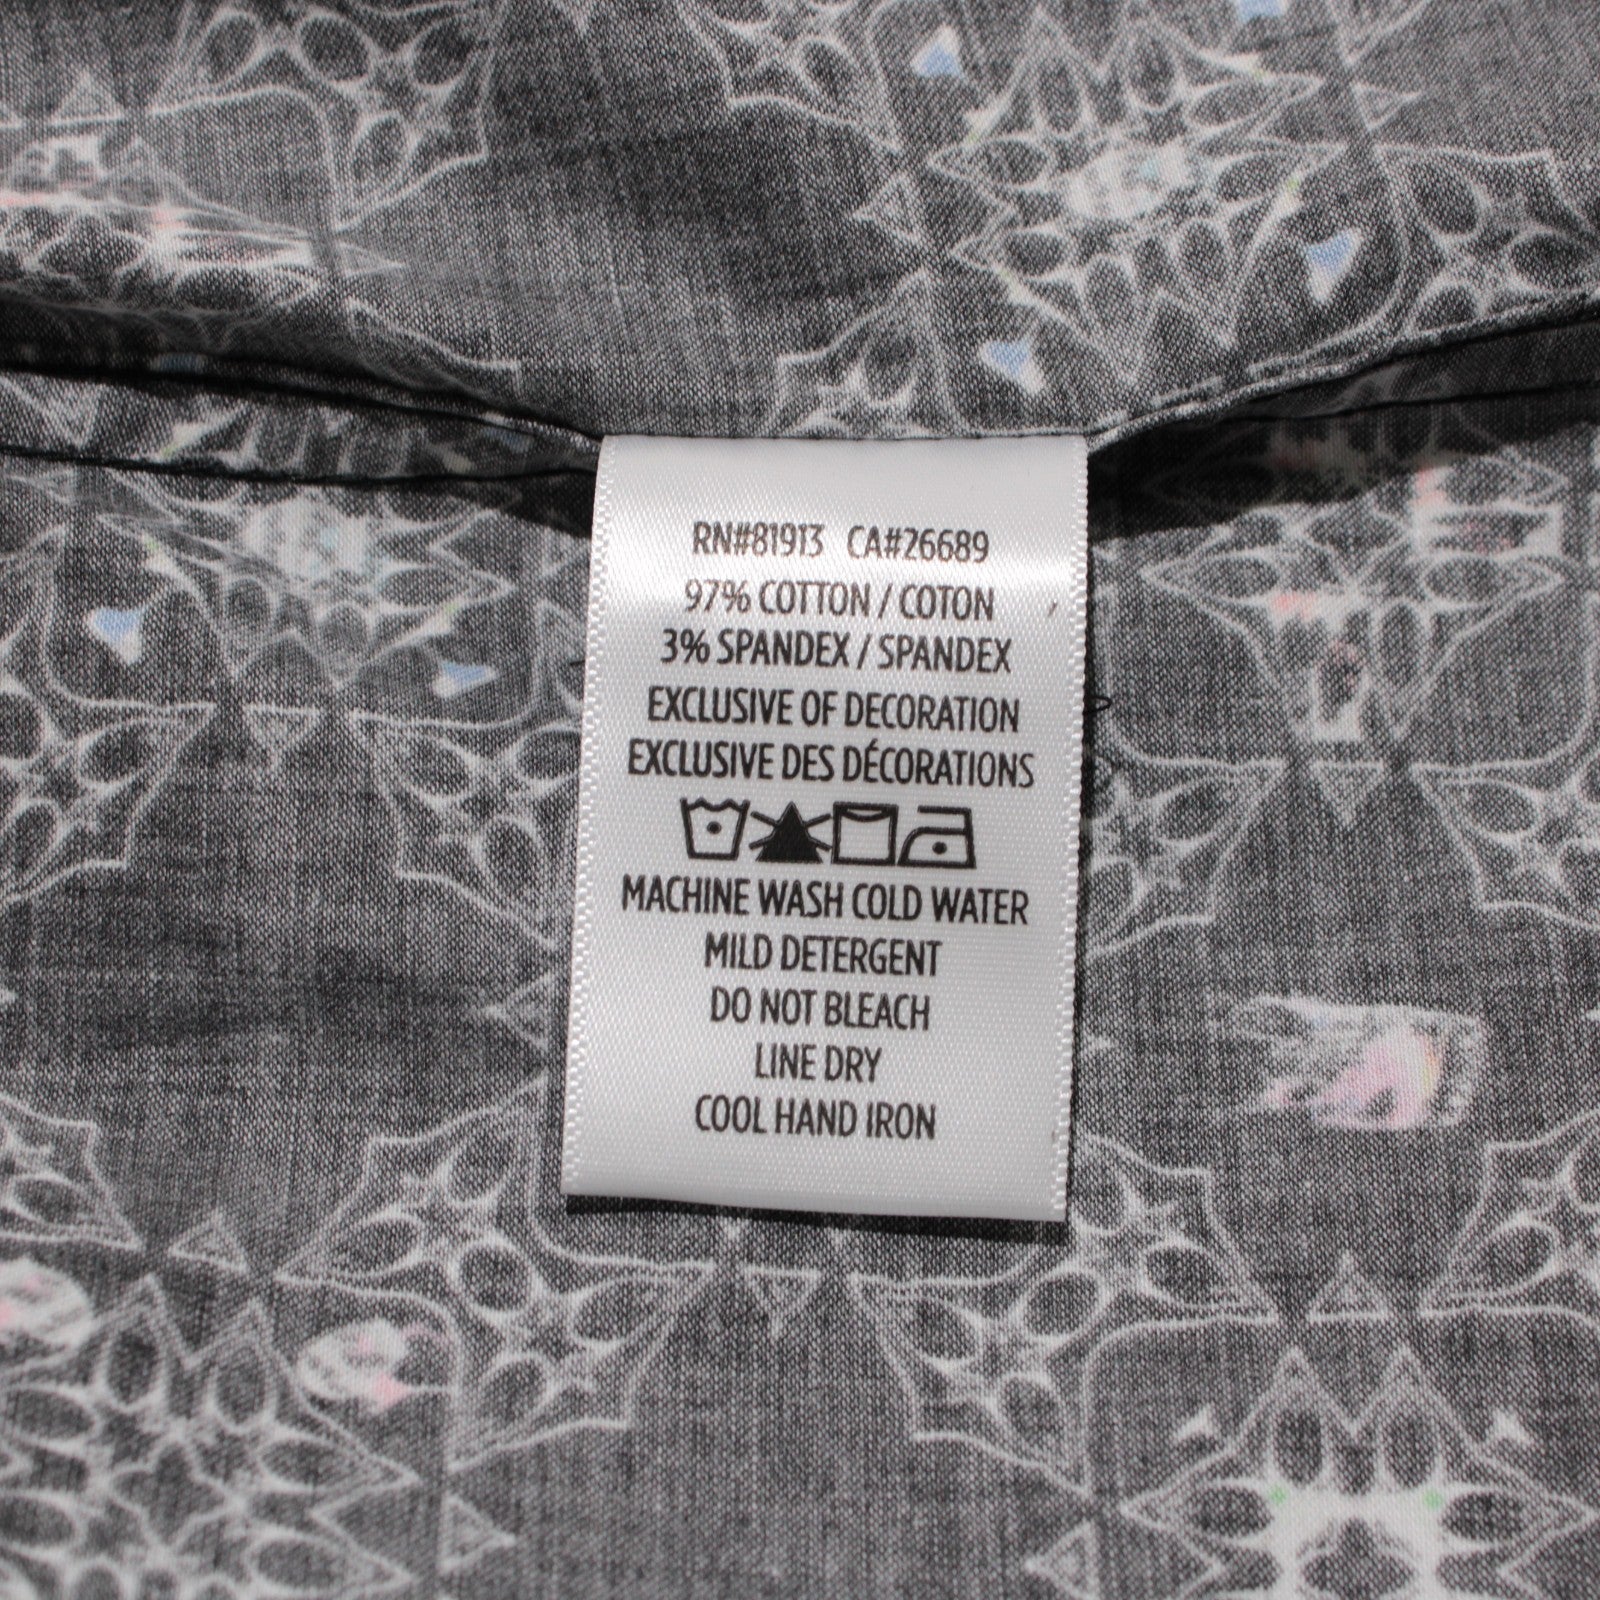 RN#81913 CA#26689
97% COTTON / COTON
3% SPANDEX / SPANDEX
EXCLUSIVE OF DECORATION
EXCLUSIVE DES DÉCORATIONS
MACHINE WASH COLD WATER
MILD DETERGENT
DO NOT BLEACH
LINE DRY
COOL HAND IRON